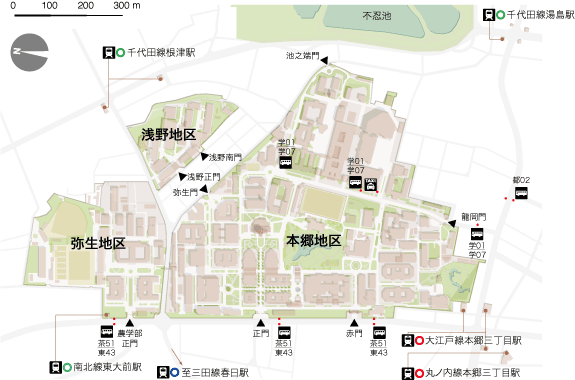 0 100 200 300 m
N
不忍池
千代田線湯島駅
千代田線根津駅
池之端門
浅野地区
学01
学07
浅野南門
学01
学07
TAXI
浅野正門
都02
弥生門
龍岡門
弥生地区
本郷地区
学01
学07
農学部
正門
正門
赤門
茶51
東43
茶51
東43
茶51
東43
大江戸線本郷三丁目駅
南北線東大前駅
至三田線春日駅
丸ノ内線本郷三丁目駅